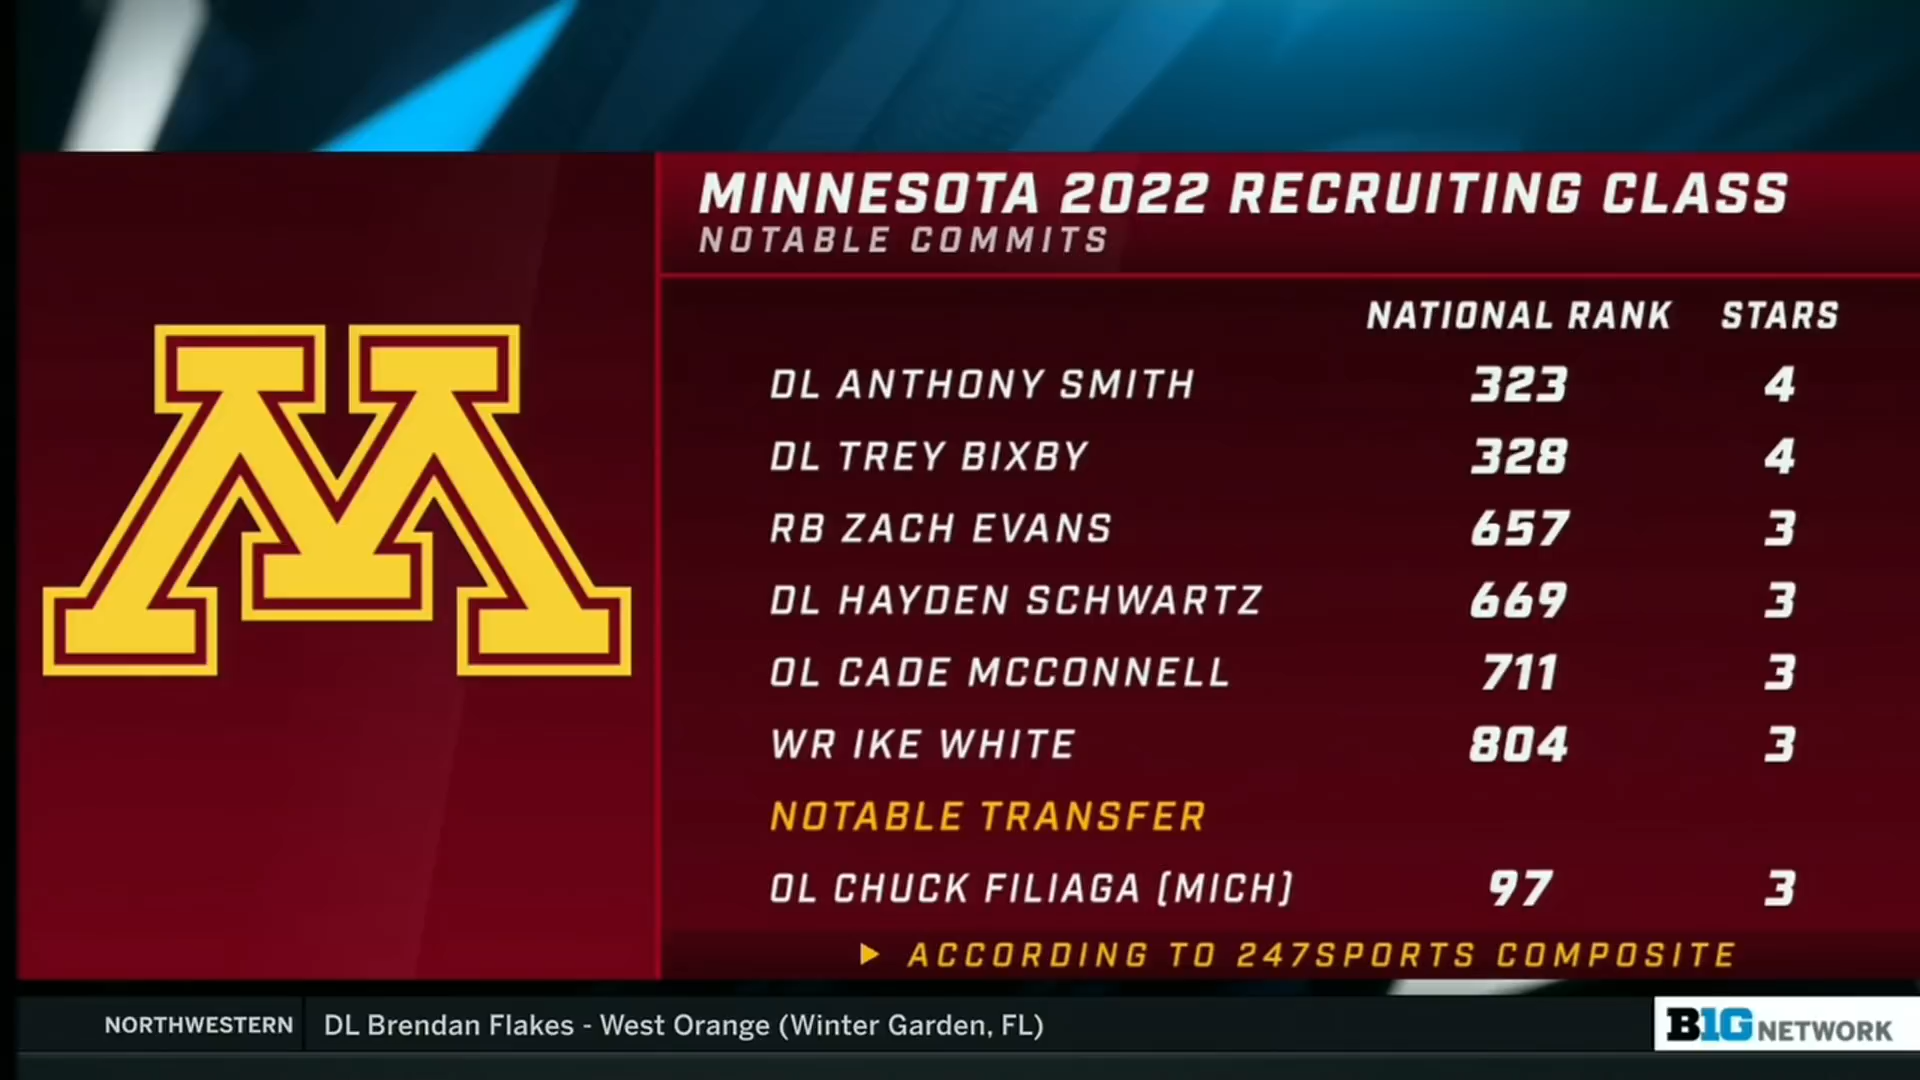 MINNESOTA 2022 RECRUITING CLASS
NOTABLE COMMITS
NATIONAL RANK STARS
DL ANTHONY SMITH 323 4
DL TREY BIXBY 328 4
RB ZACH EVANS 657 3
DL HAYDEN SCHWARTZ 669 3
OL CADE MCCONNELL 711 3
WR IKE WHITE 804 3
NOTABLE TRANSFER
OL CHUCK FILIAGA (MICH) 97 3
ACCORDING TO 247SPORTS COMPOSITE
M
NORTHWESTERN DL Brendan Flakes - West Orange (Winter Garden, FL)
B1G NETWORK